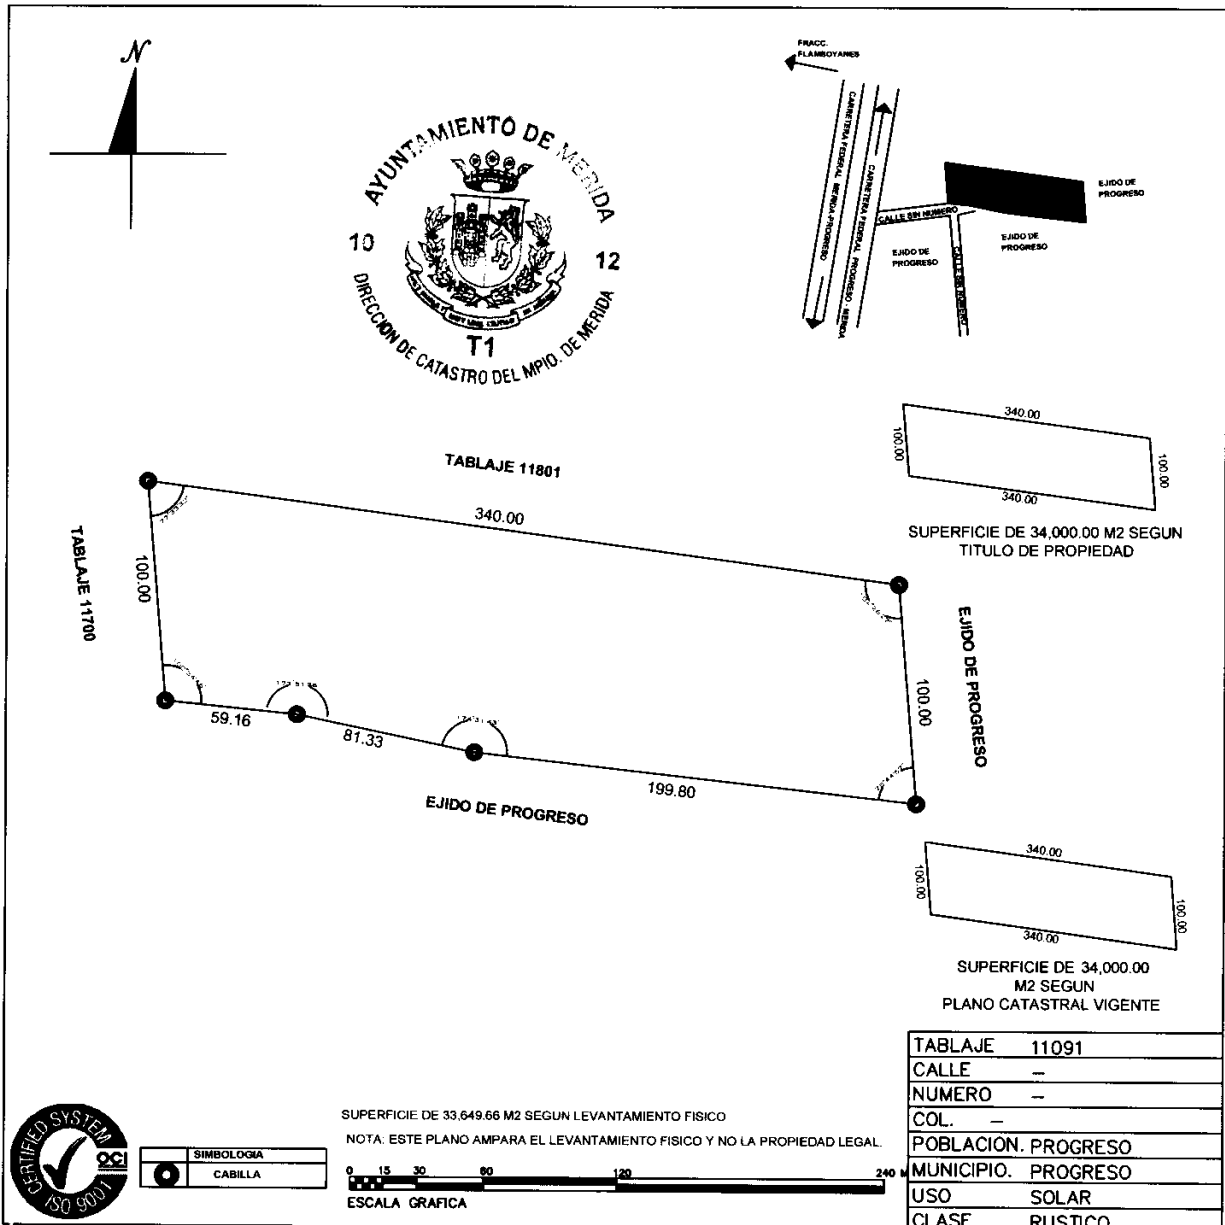 N
FRACC.
FLAMBOYANES
CARRETERA FEDERAL MERIDA-PROGRESO
CARRETERA FEDERAL PROGRESO - MERIDA
CALLE SIN NUMERO
CALLE SIN NUMERO
EJIDO DE
PROGRESO
EJIDO DE
PROGRESO
EJIDO DE
PROGRESO
AYUNTAMIENTO DE MERIDA
10
12
T1
DIRECCION DE CATASTRO DEL MPIO. DE MERIDA
340.00
100.00
100.00
340.00
SUPERFICIE DE 34,000.00 M2 SEGUN
TITULO DE PROPIEDAD
TABLAJE 11801
340.00
TABLAJE 11700
100.00
EJIDO DE PROGRESO
100.00
59.16
81.33
199.80
EJIDO DE PROGRESO
340.00
100.00
100.00
340.00
SUPERFICIE DE 34,000.00
M2 SEGUN
PLANO CATASTRAL VIGENTE
TABLAJE 11091
CALLE –
NUMERO –
COL. –
POBLACION. PROGRESO
MUNICIPIO. PROGRESO
USO SOLAR
CLASE RUSTICO
SUPERFICIE DE 33,649.66 M2 SEGUN LEVANTAMIENTO FISICO
NOTA: ESTE PLANO AMPARA EL LEVANTAMIENTO FISICO Y NO LA PROPIEDAD LEGAL.
0 15 30 60 120 240 M
ESCALA GRAFICA
SIMBOLOGIA
CABILLA
CERTIFIED SYSTEM
OCI
ISO 9001